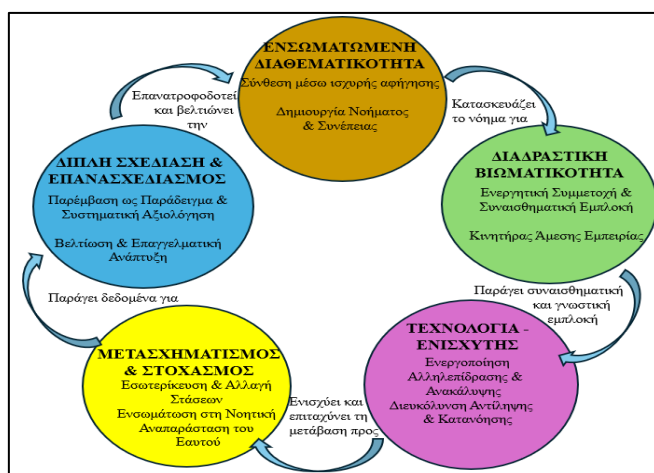 ΕΝΣΩΜΑΤΩΜΕΝΗ
ΔΙΑΘΕΜΑΤΙΚΟΤΗΤΑ
Σύνθεση μέσω ισχυρής αφήγησης
Δημιουργία Νοήματος
& Συνέπειας
Κατασκευάζει
το νόημα για
ΔΙΑΔΡΑΣΤΙΚΗ
ΒΙΩΜΑΤΙΚΟΤΗΤΑ
Ενεργητική Συμμετοχή &
Συναισθηματική Εμπλοκή
Κινητήρας Άμεσης Εμπειρίας
Παράγει συναισθηματική
και γνωστική
εμπλοκή
ΤΕΧΝΟΛΟΓΙΑ -
ΕΝΙΣΧΥΤΗΣ
Ενεργοποίηση
Αλληλεπίδρασης &
Ανακάλυψης
Διευκόλυνση Αντίληψης
& Κατανόησης
Ενισχύει και
επιταχύνει τη
μετάβαση προς
ΜΕΤΑΣΧΗΜΑΤΙΣΜΟΣ
& ΣΤΟΧΑΣΜΟΣ
Εσωτερίκευση & Αλλαγή
Στάσεων
Ενσωμάτωση στη Νοητική
Αναπαράσταση του
Εαυτού
Παράγει δεδομένα για
ΔΙΠΛΗ ΣΧΕΔΙΑΣΗ &
ΕΠΑΝΑΣΧΕΔΙΑΣΜΟΣ
Παρέμβαση ως Παράδειγμα &
Συστηματική Αξιολόγηση
Βελτίωση & Επαγγελματική
Ανάπτυξη
Επανατροφοδοτεί
και βελτιώνει
την